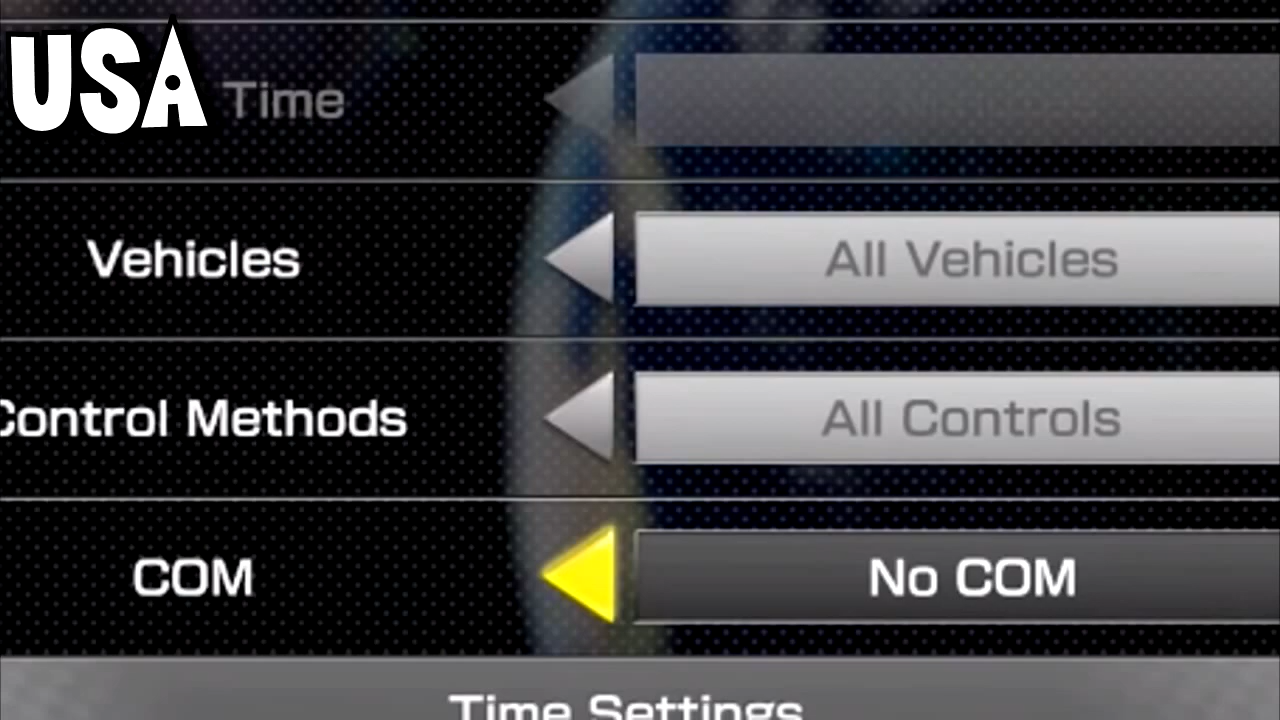 USA
Time
Vehicles
All Vehicles
Control Methods
All Controls
COM
No COM
Time Settings